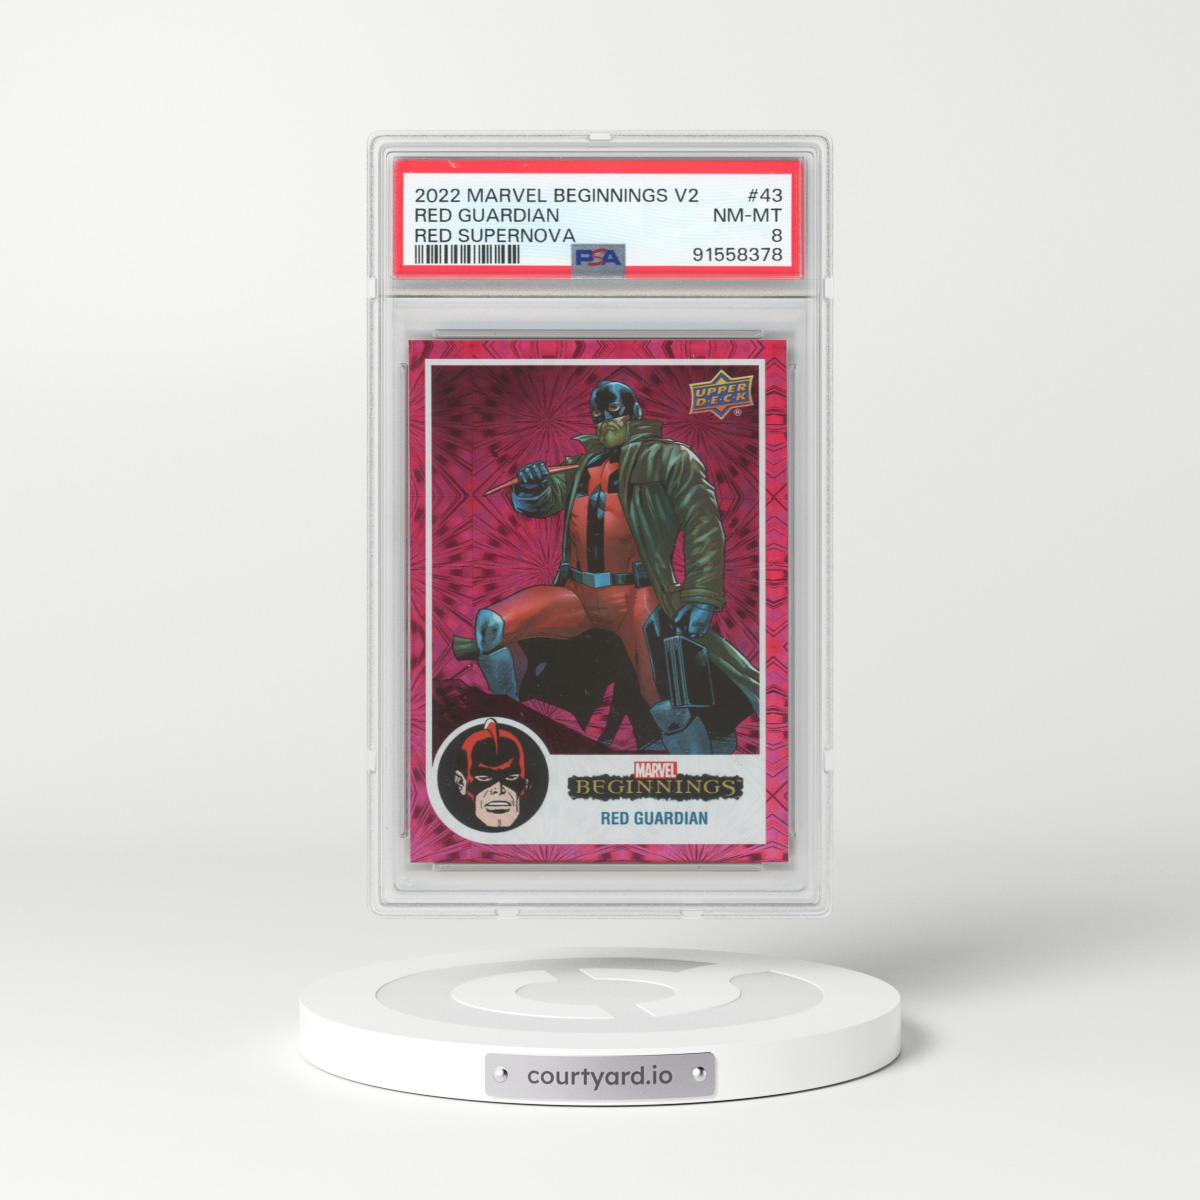 2022 MARVEL BEGINNINGS V2 #43
RED GUARDIAN NM-MT
RED SUPERNOVA 8
PSA 91558378
UPPER
D·E·C·K
®
MARVEL
BEGINNINGS
RED GUARDIAN
courtyard.io